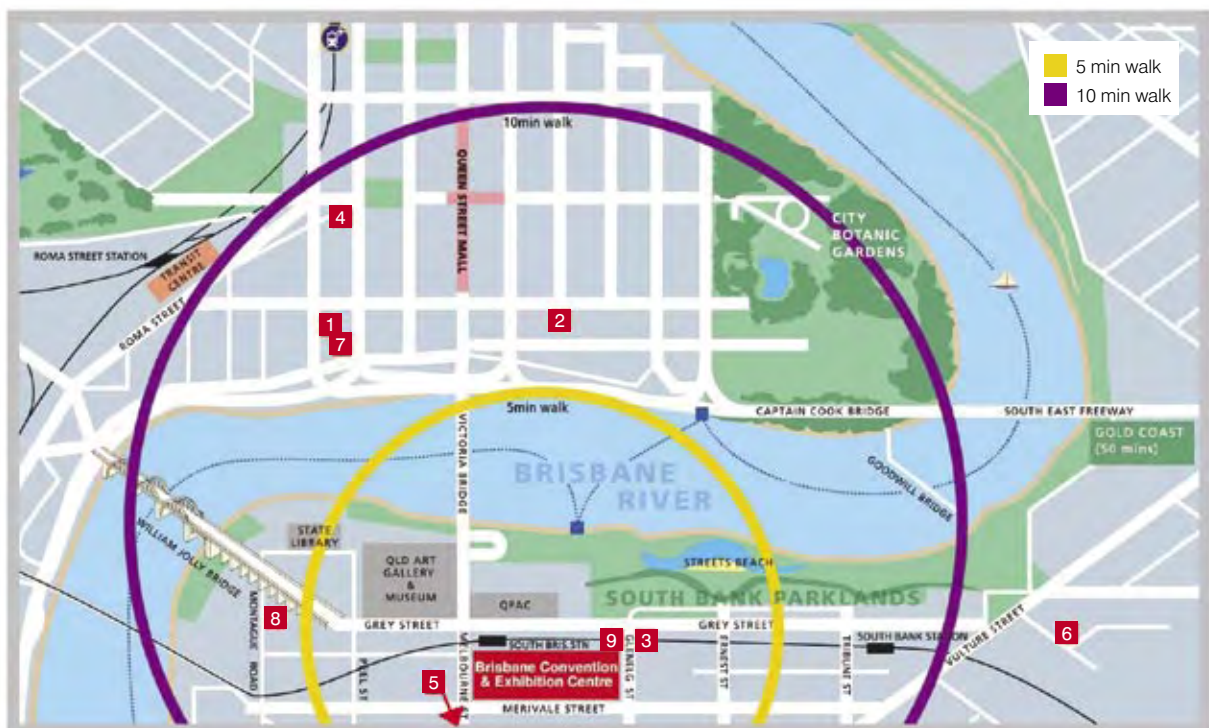 5 min walk
10 min walk
10min walk
QUEEN STREET MALL
4
CITY
BOTANIC
GARDENS
ROMA STREET STATION
TRANSIT
CENTRE
ROMA STREET
1
2
7
5min walk
CAPTAIN COOK BRIDGE
SOUTH EAST FREEWAY
GOLD COAST
(50 mins)
VICTORIA BRIDGE
GOODWILL BRIDGE
BRISBANE
RIVER
STATE
LIBRARY
WILLIAM JOLLY BRIDGE
QLD ART
GALLERY
&
MUSEUM
STREETS BEACH
SOUTH BANK PARKLANDS
QPAC
MONTAGUE ROAD
8
GREY STREET
GREY STREET
VULTURE STREET
6
SOUTH BRIS. STN
9
GLENELG ST
3
ERNEST ST
TRIBUNE ST
SOUTH BANK STATION
PEEL ST
MELBOURNE ST
Brisbane Convention
& Exhibition Centre
5
MERIVALE STREET